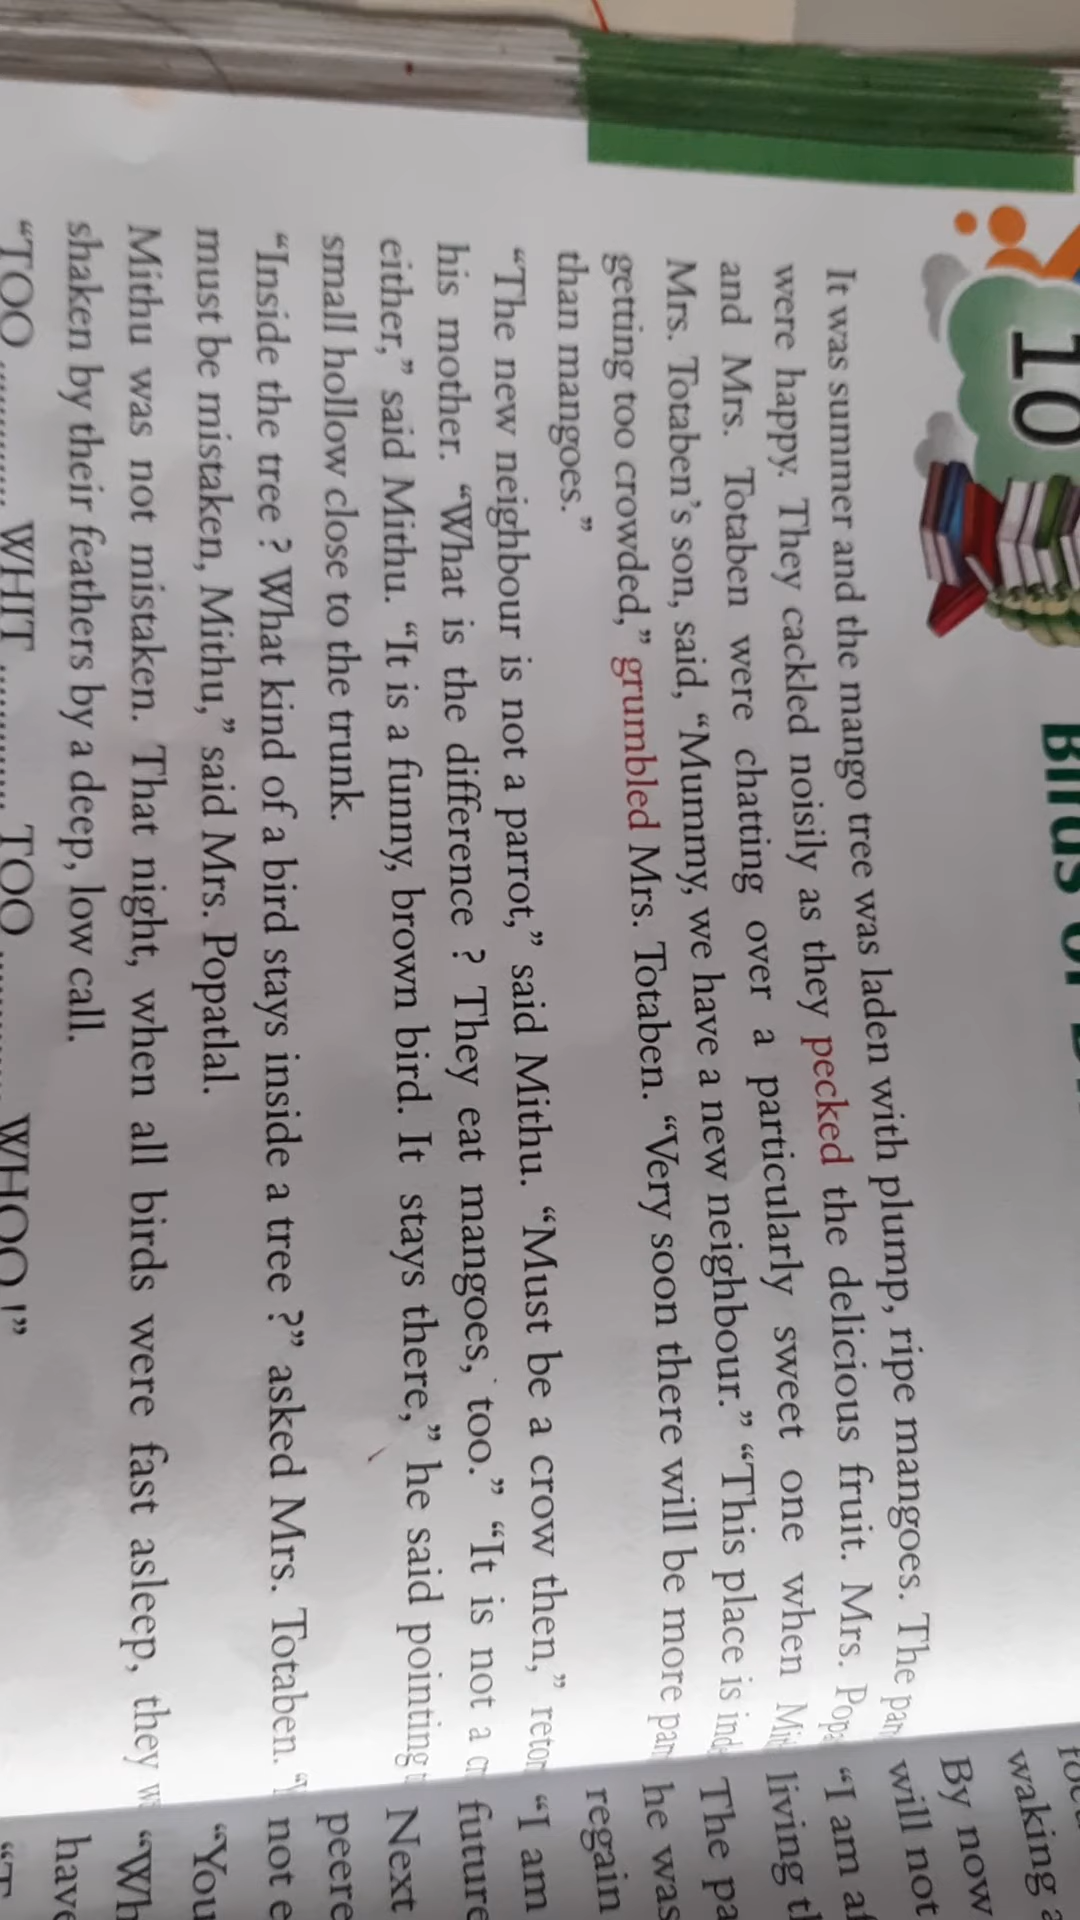 10
It was summer and the mango tree was laden with plump, ripe mangoes. The
were happy. They cackled noisily as they pecked the delicious fruit. Mrs.
and Mrs. Totaben were chatting over a particularly sweet one when
Mrs. Totaben's son, said, “Mummy, we have a new neighbour.” “This place is
getting too crowded,” grumbled Mrs. Totaben. “Very soon there will be more
than mangoes.”
“The new neighbour is not a parrot,” said Mithu. “Must be a crow then,”
his mother. “What is the difference ? They eat mangoes, too.” “It is not a
either,” said Mithu. “It is a funny, brown bird. It stays there,” he said pointing
small hollow close to the trunk.
“Inside the tree ? What kind of a bird stays inside a tree ?” asked Mrs. Totaben.
must be mistaken, Mithu,” said Mrs. Popatlal.
Mithu was not mistaken. That night, when all birds were fast asleep, they
shaken by their feathers by a deep, low call.
“TOO .......... WHIT .......... TOO .......... WHOO !”
waking
By now
will not
“I am
living
The
he was
regain
“I am
future
Next
peere
not
“You
“Wh
have